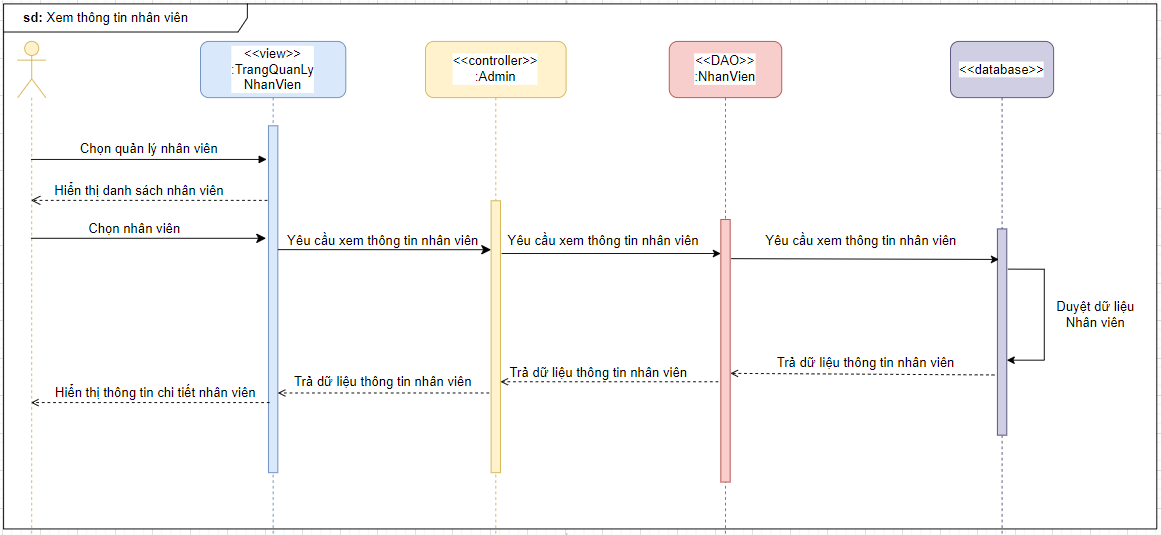 sd: Xem thông tin nhân viên
<<view>>
:TrangQuanLy
NhanVien
<<controller>>
:Admin
<<DAO>>
:NhanVien
<<database>>
Chọn quản lý nhân viên
Hiển thị danh sách nhân viên
Chọn nhân viên
Yêu cầu xem thông tin nhân viên
Yêu cầu xem thông tin nhân viên
Yêu cầu xem thông tin nhân viên
Duyệt dữ liệu
Nhân viên
Trả dữ liệu thông tin nhân viên
Trả dữ liệu thông tin nhân viên
Trả dữ liệu thông tin nhân viên
Hiển thị thông tin chi tiết nhân viên